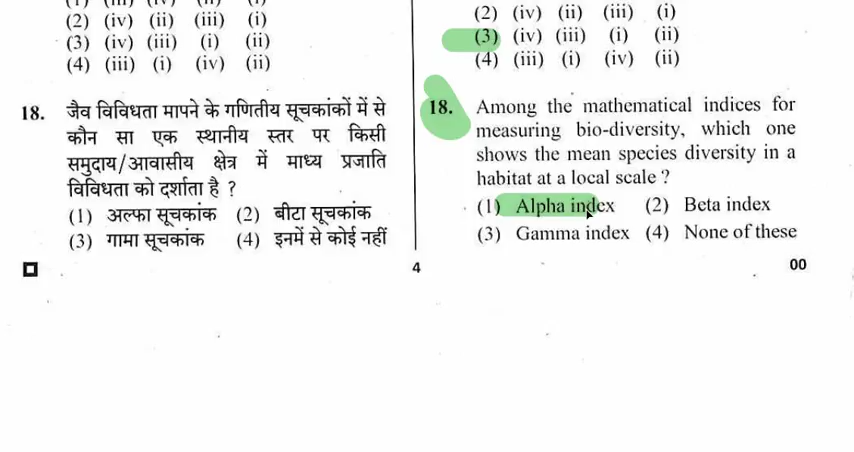 (2) (iv) (ii) (iii) (i)
(3) (iv) (iii) (i) (ii)
(4) (iii) (i) (iv) (ii)
18. जैव विविधता मापने के गणितीय सूचकांकों में से
कौन सा एक स्थानीय स्तर पर किसी
समुदाय/आवासीय क्षेत्र में माध्य प्रजाति
विविधता को दर्शाता है ?
(1) अल्फा सूचकांक (2) बीटा सूचकांक
(3) गामा सूचकांक (4) इनमें से कोई नहीं
(2) (iv) (ii) (iii) (i)
(3) (iv) (iii) (i) (ii)
(4) (iii) (i) (iv) (ii)
18. Among the mathematical indices for
measuring bio-diversity, which one
shows the mean species diversity in a
habitat at a local scale ?
(1) Alpha index (2) Beta index
(3) Gamma index (4) None of these
4
00